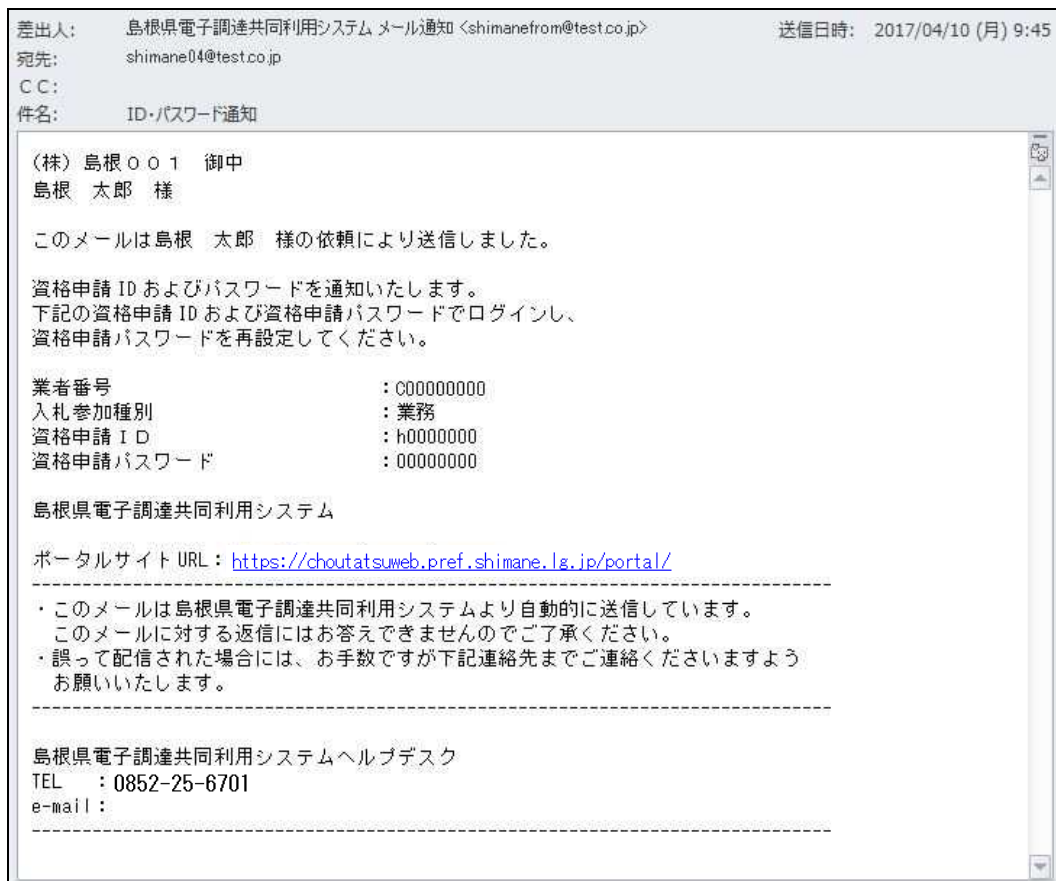 差出人: 島根県電子調達共同利用システム メール通知 <shimanefrom@test.co.jp> 送信日時: 2017/04/10 (月) 9:45
宛先: shimane04@test.co.jp
CC:
件名: ID・パスワード通知
(株)島根００１ 御中
島根 太郎 様
このメールは島根 太郎 様の依頼により送信しました。
資格申請IDおよびパスワードを通知いたします。
下記の資格申請IDおよび資格申請パスワードでログインし、
資格申請パスワードを再設定してください。
業者番号 :C00000000
入札参加種別 :業務
資格申請ＩＤ :h0000000
資格申請パスワード :00000000
島根県電子調達共同利用システム
ポータルサイトURL: https://choutatsuweb.pref.shimane.lg.jp/portal/
--------------------------------------------------------------------------------
・このメールは島根県電子調達共同利用システムより自動的に送信しています。
このメールに対する返信にはお答えできませんのでご了承ください。
・誤って配信された場合には、お手数ですが下記連絡先までご連絡くださいますよう
お願いいたします。
--------------------------------------------------------------------------------
島根県電子調達共同利用システムヘルプデスク
TEL :0852-25-6701
e-mail:
--------------------------------------------------------------------------------